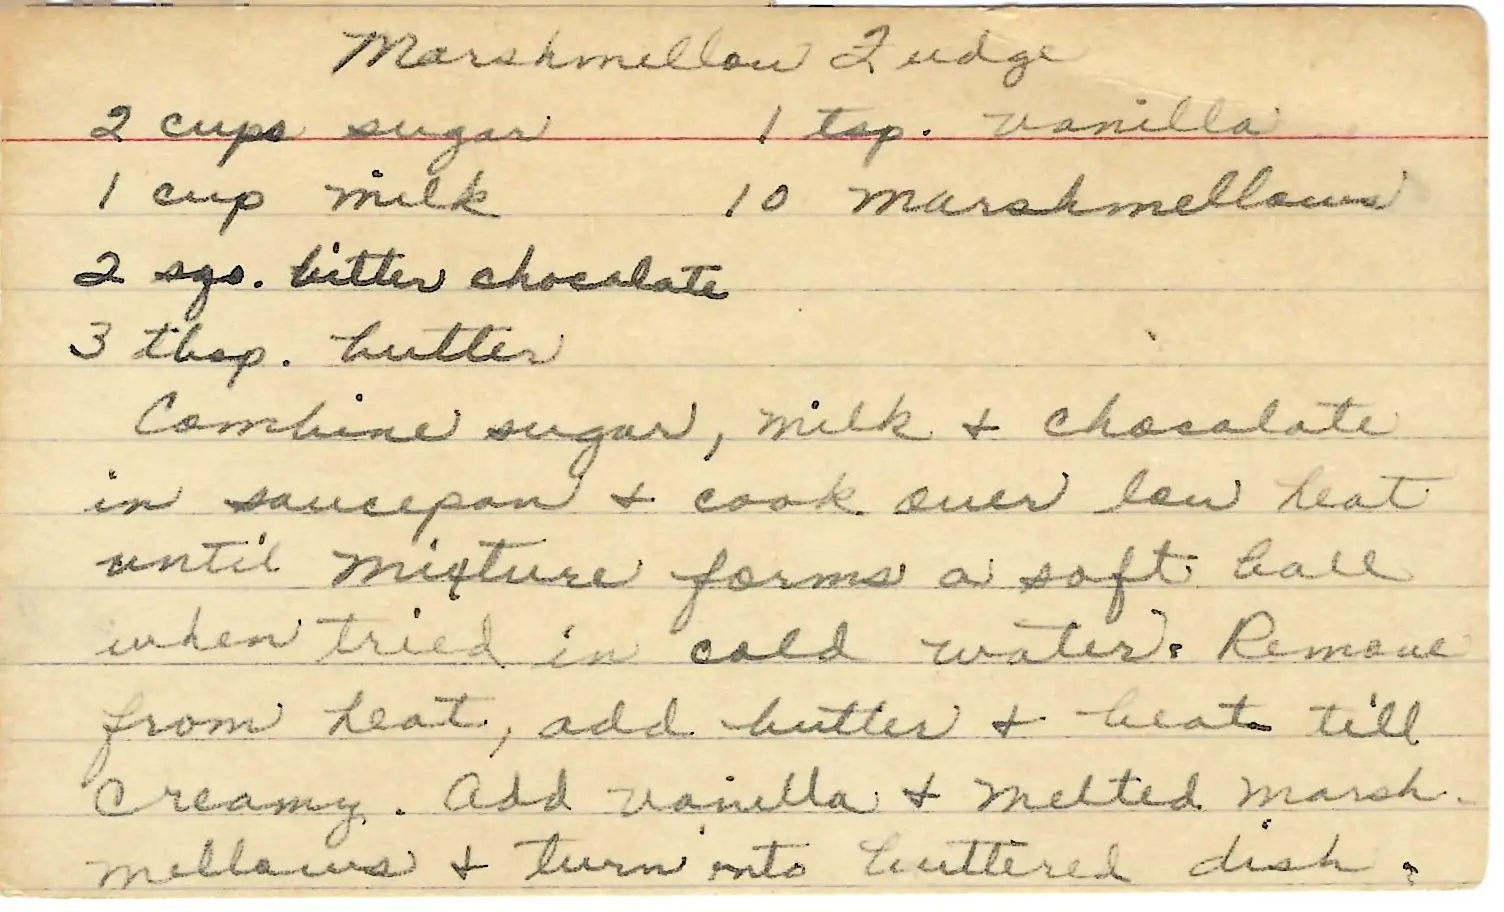 Marshmellow Fudge
2 cups sugar 1 tsp. vanilla
1 cup milk 10 marshmellows
2 sqs. bitter chocolate
3 tbsp. butter
Combine sugar, milk & chocolate
in saucepan & cook over low heat
until mixture forms a soft ball
when tried in cold water. Remove
from heat, add butter & beat till
creamy. Add vanilla & melted marsh-
mellows & turn into buttered dish.